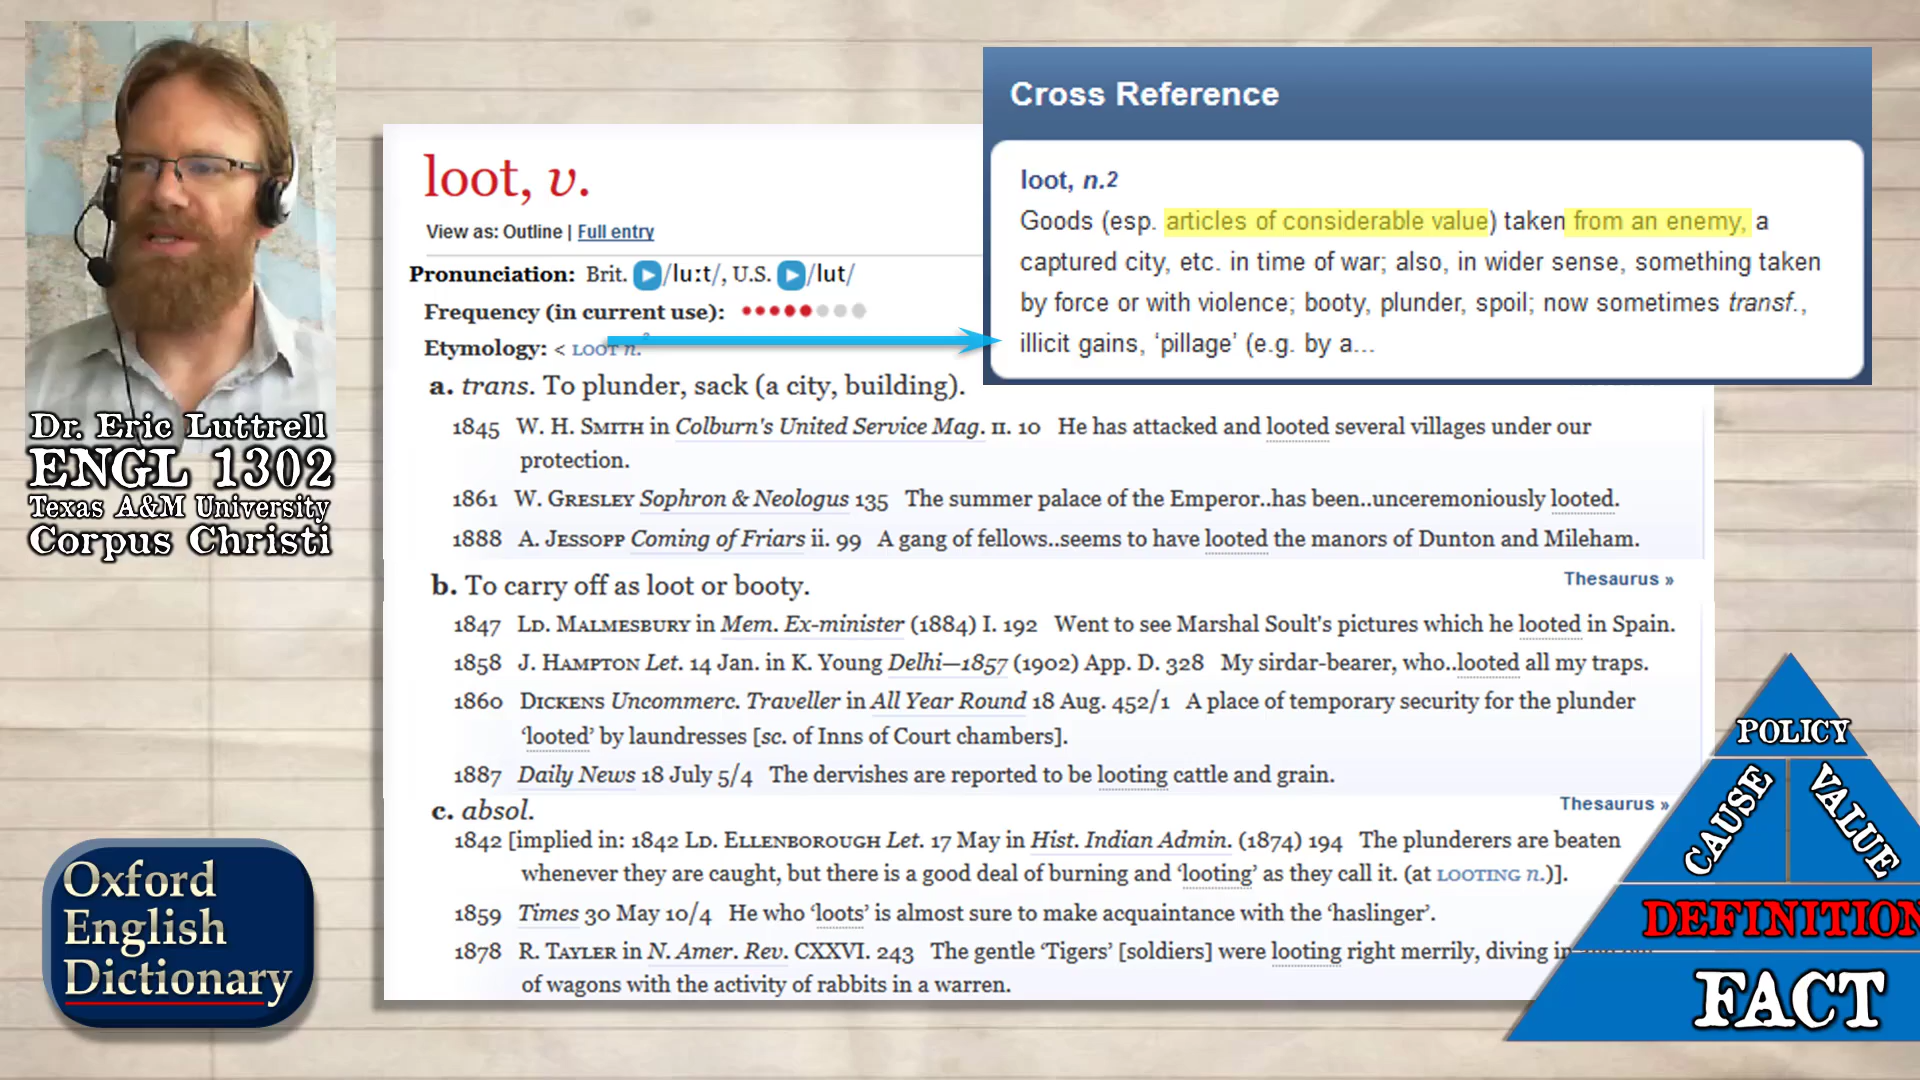 Dr. Eric Luttrell
ENGL 1302
Texas A&M University
Corpus Christi
Oxford
English
Dictionary
loot, v.
View as: Outline | Full entry
Pronunciation: Brit. /luːt/, U.S. /lut/
Frequency (in current use):
Etymology: < LOOT n.2
a. trans. To plunder, sack (a city, building).
1845 W. H. SMITH in Colburn's United Service Mag. II. 10 He has attacked and looted several villages under our
protection.
1861 W. GRESLEY Sophron & Neologus 135 The summer palace of the Emperor..has been..unceremoniously looted.
1888 A. JESSOPP Coming of Friars ii. 99 A gang of fellows..seems to have looted the manors of Dunton and Mileham.
Thesaurus »
b. To carry off as loot or booty.
1847 LD. MALMESBURY in Mem. Ex-minister (1884) I. 192 Went to see Marshal Soult's pictures which he looted in Spain.
1858 J. HAMPTON Let. 14 Jan. in K. Young Delhi—1857 (1902) App. D. 328 My sirdar-bearer, who..looted all my traps.
1860 DICKENS Uncommerc. Traveller in All Year Round 18 Aug. 452/1 A place of temporary security for the plunder
‘looted’ by laundresses [sc. of Inns of Court chambers].
1887 Daily News 18 July 5/4 The dervishes are reported to be looting cattle and grain.
Thesaurus »
c. absol.
1842 [implied in: 1842 LD. ELLENBOROUGH Let. 17 May in Hist. Indian Admin. (1874) 194 The plunderers are beaten
whenever they are caught, but there is a good deal of burning and ‘looting’ as they call it. (at LOOTING n.)].
1859 Times 30 May 10/4 He who ‘loots’ is almost sure to make acquaintance with the ‘haslinger’.
1878 R. TAYLER in N. Amer. Rev. CXXVI. 243 The gentle ‘Tigers’ [soldiers] were looting right merrily, diving in
of wagons with the activity of rabbits in a warren.
Cross Reference
loot, n.2
Goods (esp. articles of considerable value) taken from an enemy, a
captured city, etc. in time of war; also, in wider sense, something taken
by force or with violence; booty, plunder, spoil; now sometimes transf.,
illicit gains, ‘pillage’ (e.g. by a...
POLICY
CAUSE
VALUE
DEFINITION
FACT